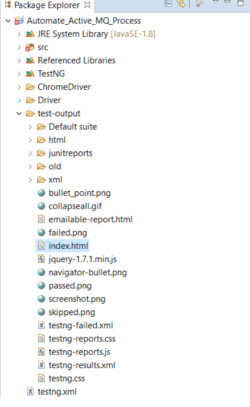 Package Explorer
Automate_Active_MQ_Process
JRE System Library [JavaSE-1.8]
src
Referenced Libraries
TestNG
ChromeDriver
Driver
test-output
Default suite
html
junitreports
old
xml
bullet_point.png
collapseall.gif
emailable-report.html
failed.png
index.html
jquery-1.7.1.min.js
navigator-bullet.png
passed.png
screenshot.png
skipped.png
testng-failed.xml
testng-reports.css
testng-reports.js
testng-results.xml
testng.css
testng.xml